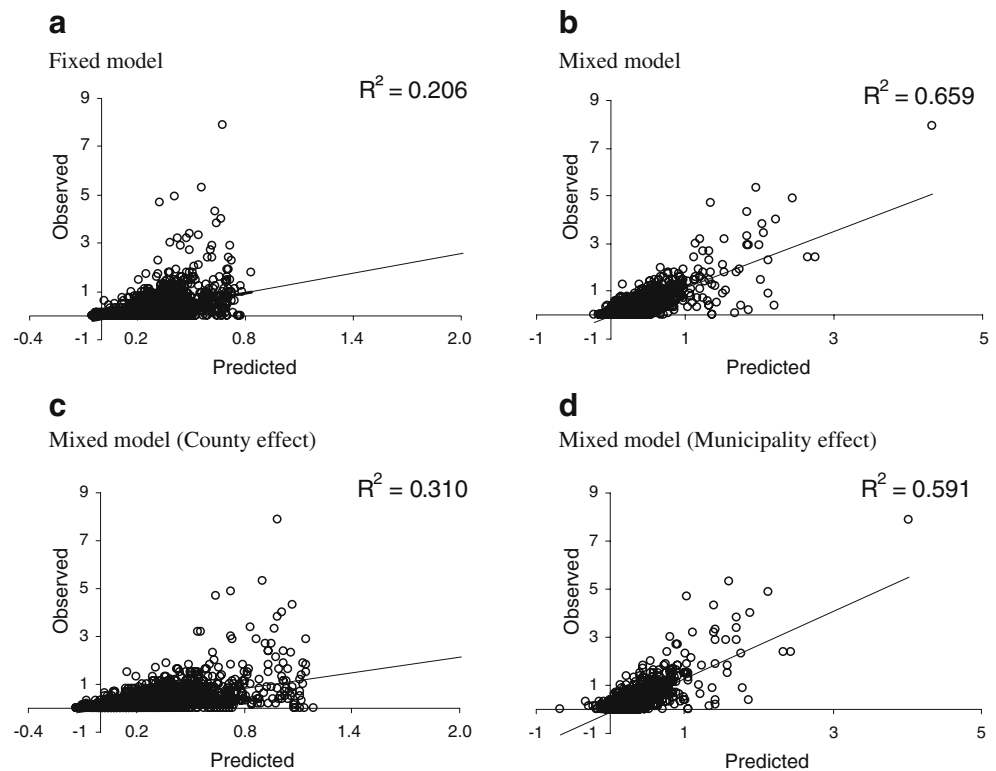 a
Fixed model
R² = 0.206
9
7
5
3
1
-1
Observed
-0.4
0.2
0.8
1.4
2.0
Predicted
b
Mixed model
R² = 0.659
9
7
5
3
1
-1
Observed
-1
1
3
5
Predicted
c
Mixed model (County effect)
R² = 0.310
9
7
5
3
1
-1
Observed
-0.4
0.2
0.8
1.4
2.0
Predicted
d
Mixed model (Municipality effect)
R² = 0.591
9
7
5
3
1
-1
Observed
-1
1
3
5
Predicted